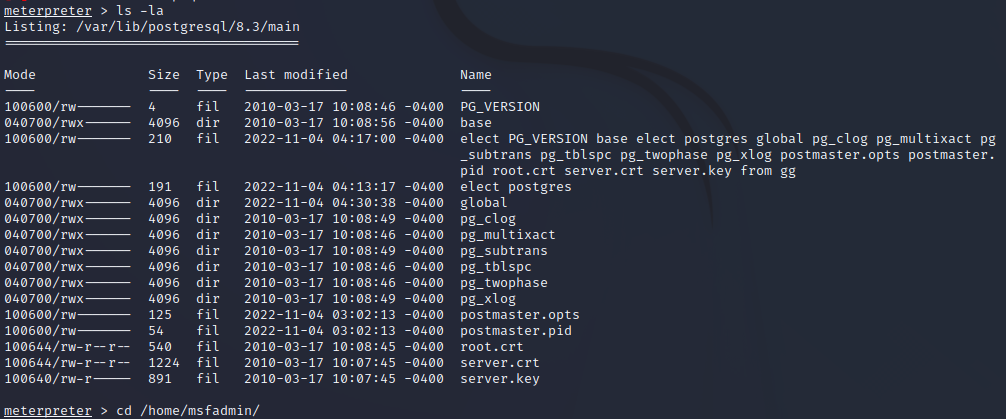 meterpreter > ls -la
Listing: /var/lib/postgresql/8.3/main
=====================================
Mode Size Type Last modified Name
---- ---- ---- ------------- ----
100600/rw------- 4 fil 2010-03-17 10:08:46 -0400 PG_VERSION
040700/rwx------ 4096 dir 2010-03-17 10:08:56 -0400 base
100600/rw------- 210 fil 2022-11-04 04:17:00 -0400 elect PG_VERSION base elect postgres global pg_clog pg_multixact pg
_subtrans pg_tblspc pg_twophase pg_xlog postmaster.opts postmaster.
pid root.crt server.crt server.key from gg
100600/rw------- 191 fil 2022-11-04 04:13:17 -0400 elect postgres
040700/rwx------ 4096 dir 2022-11-04 04:30:38 -0400 global
040700/rwx------ 4096 dir 2010-03-17 10:08:49 -0400 pg_clog
040700/rwx------ 4096 dir 2010-03-17 10:08:46 -0400 pg_multixact
040700/rwx------ 4096 dir 2010-03-17 10:08:49 -0400 pg_subtrans
040700/rwx------ 4096 dir 2010-03-17 10:08:46 -0400 pg_tblspc
040700/rwx------ 4096 dir 2010-03-17 10:08:46 -0400 pg_twophase
040700/rwx------ 4096 dir 2010-03-17 10:08:49 -0400 pg_xlog
100600/rw------- 125 fil 2022-11-04 03:02:13 -0400 postmaster.opts
100600/rw------- 54 fil 2022-11-04 03:02:13 -0400 postmaster.pid
100644/rw-r--r-- 540 fil 2010-03-17 10:08:45 -0400 root.crt
100644/rw-r--r-- 1224 fil 2010-03-17 10:07:45 -0400 server.crt
100640/rw-r----- 891 fil 2010-03-17 10:07:45 -0400 server.key
meterpreter > cd /home/msfadmin/